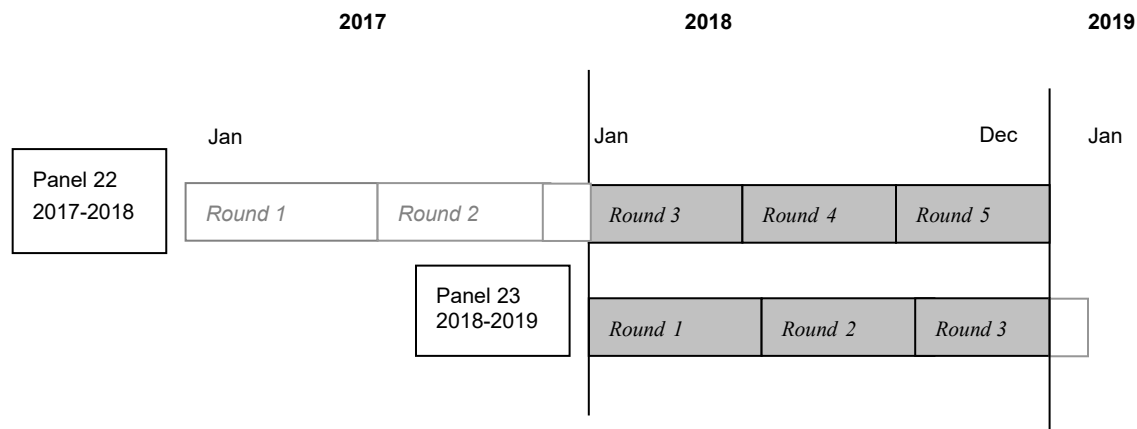 2017 2018 2019
Jan Jan Dec Jan
Panel 22
2017-2018
Round 1 Round 2 Round 3 Round 4 Round 5
Panel 23
2018-2019
Round 1 Round 2 Round 3